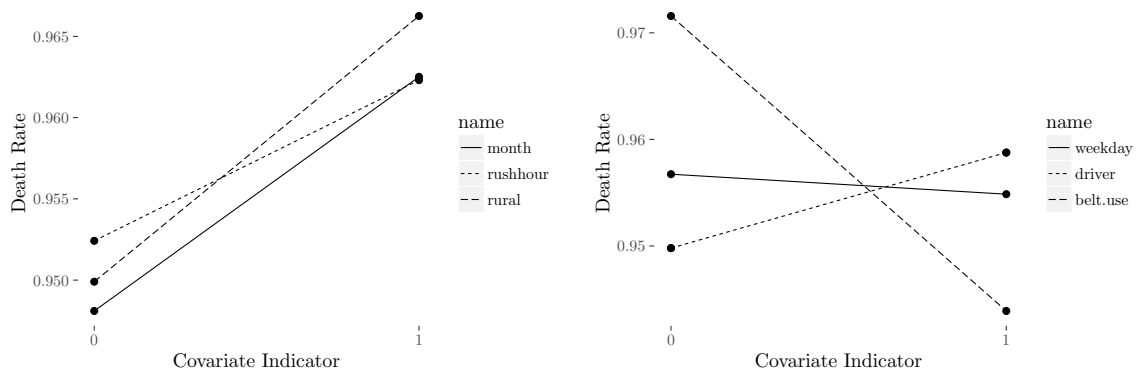 Death Rate
0.965
0.960
0.955
0.950
0
1
Covariate Indicator
name
month
rushhour
rural
Death Rate
0.97
0.96
0.95
0
1
Covariate Indicator
name
weekday
driver
belt.use